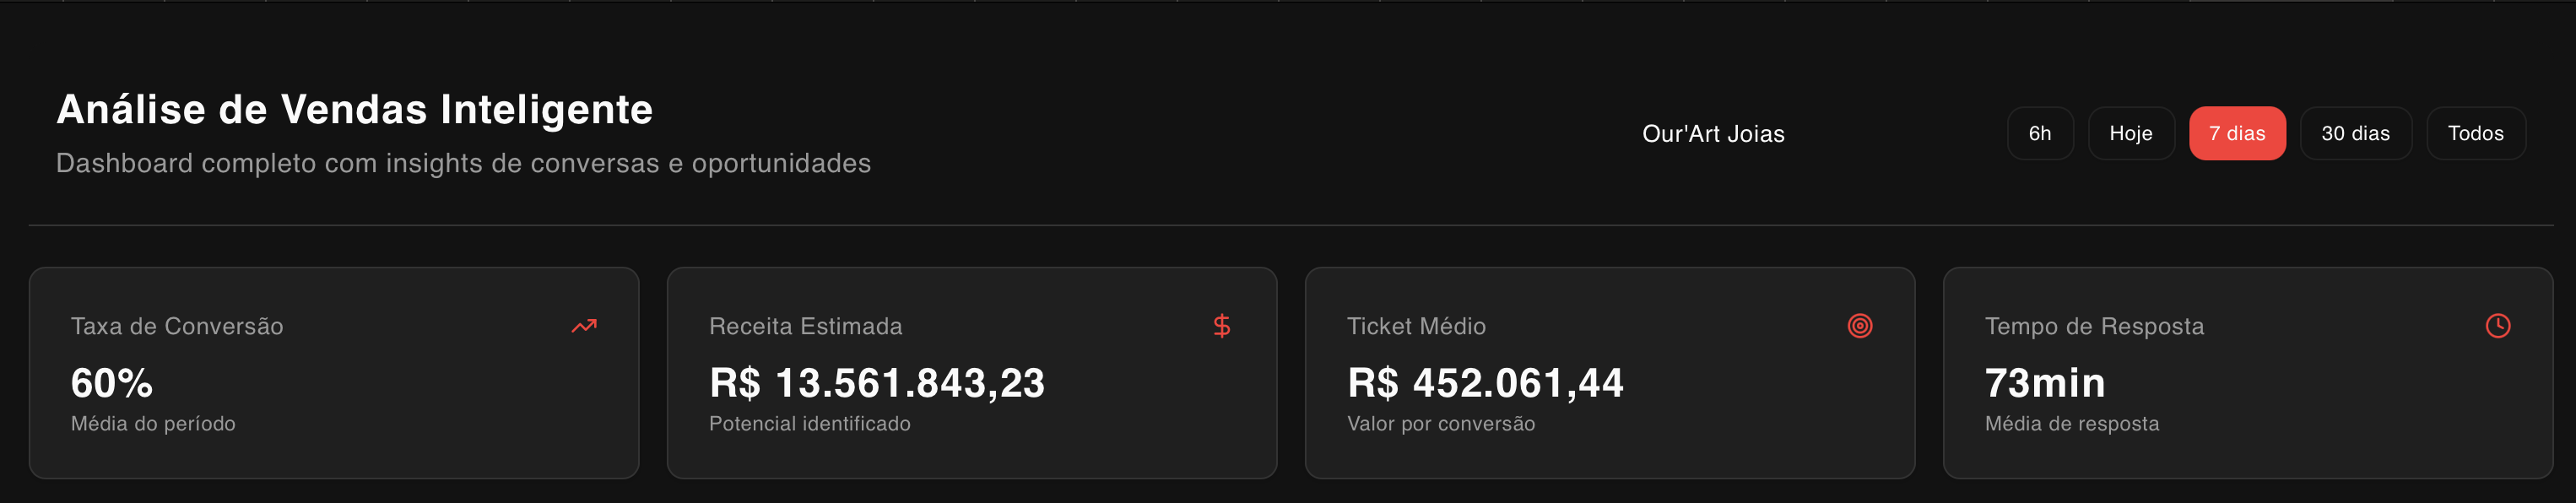 Análise de Vendas Inteligente
Dashboard completo com insights de conversas e oportunidades
Our'Art Joias
6h
Hoje
7 dias
30 dias
Todos
Taxa de Conversão
60%
Média do período
Receita Estimada
R$ 13.561.843,23
Potencial identificado
Ticket Médio
R$ 452.061,44
Valor por conversão
Tempo de Resposta
73min
Média de resposta